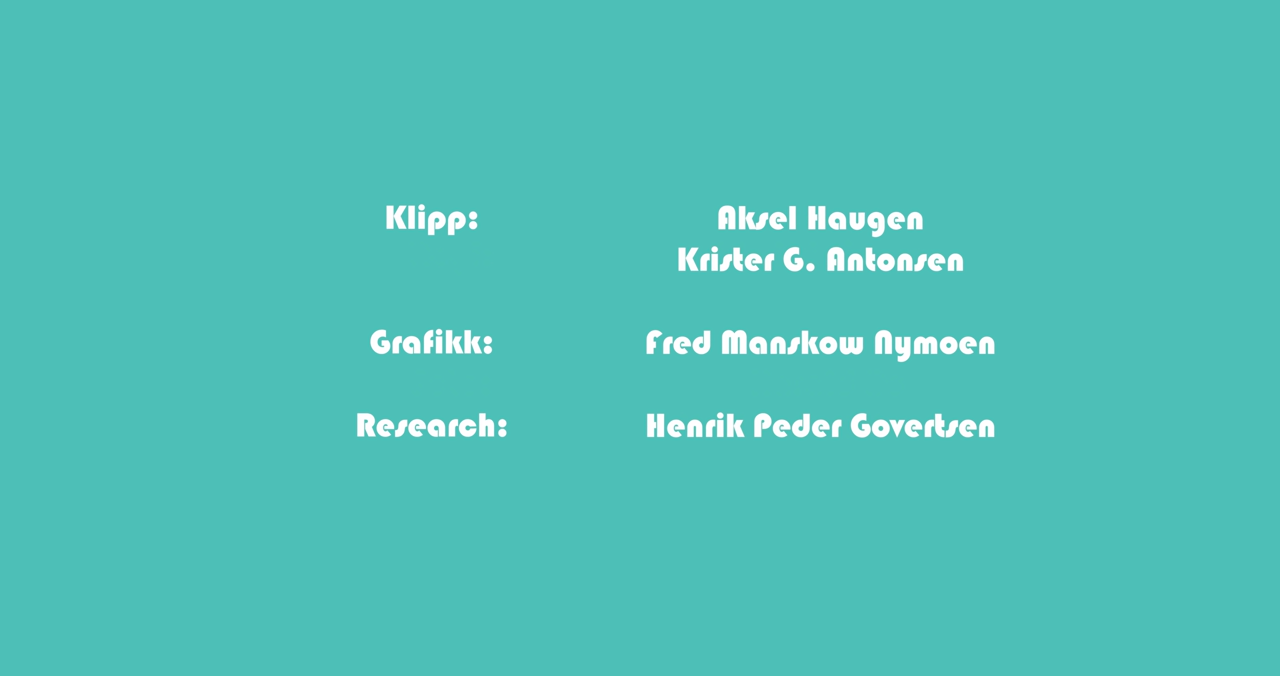 Klipp: Aksel Haugen
Krister G. Antonsen
Grafikk: Fred Manskow Nymoen
Research: Henrik Peder Govertsen